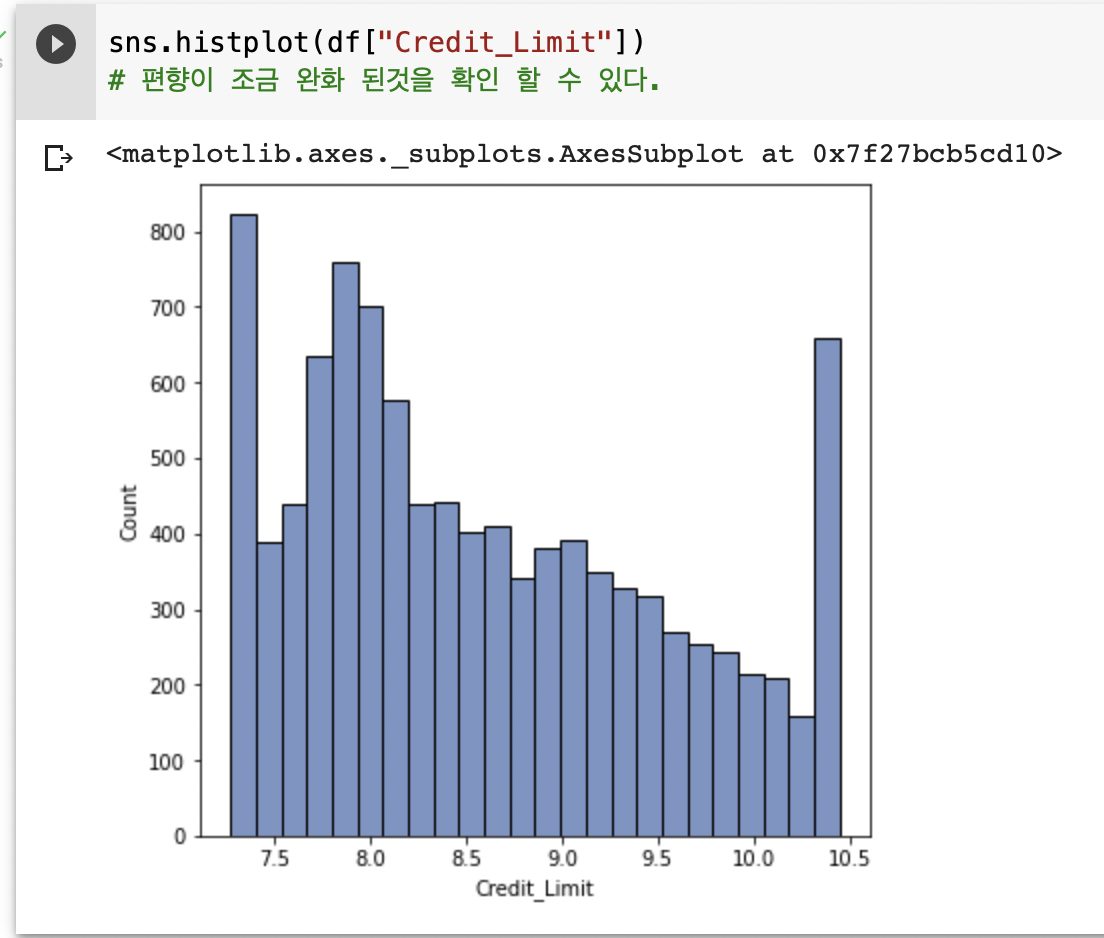 sns.histplot(df["Credit_Limit"])
# 편향이 조금 완화 된것을 확인 할 수 있다.
<matplotlib.axes._subplots.AxesSubplot at 0x7f27bcb5cd10>
800
700
600
500
400
300
200
100
0
Count
7.5 8.0 8.5 9.0 9.5 10.0 10.5
Credit_Limit